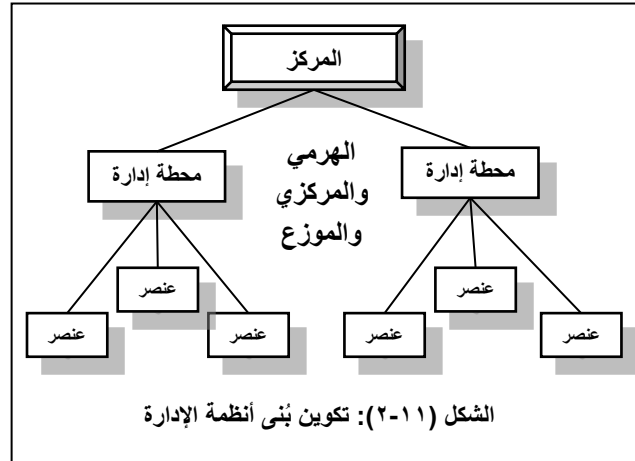 المركز
محطة إدارة
محطة إدارة
الهرمي
والمركزي
والموزع
عنصر
عنصر
عنصر
عنصر
عنصر
عنصر
الشكل (١١-٢): تكوين بُنى أنظمة الإدارة